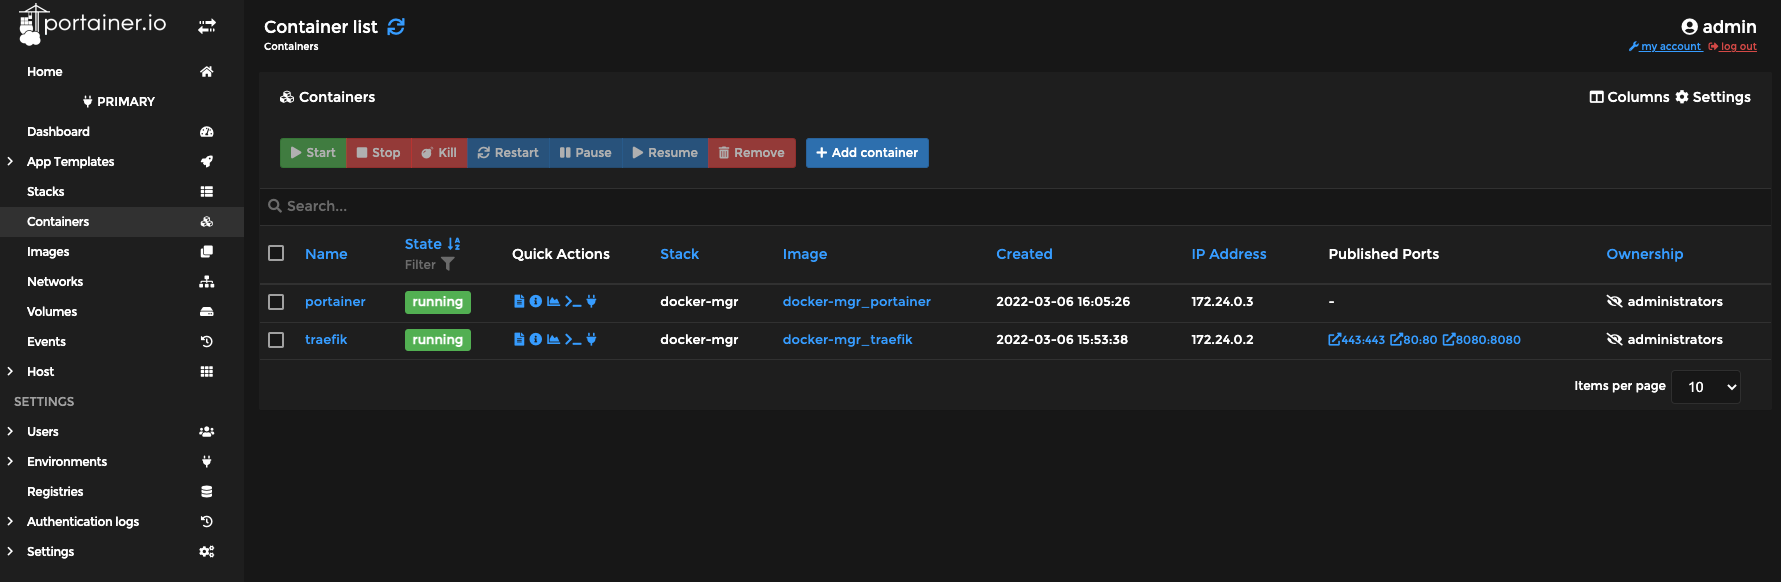 portainer.io
Home
PRIMARY
Dashboard
App Templates
Stacks
Containers
Images
Networks
Volumes
Events
Host
SETTINGS
Users
Environments
Registries
Authentication logs
Settings
Container list
Containers
admin
my account log out
Containers
Columns Settings
Start Stop Kill Restart Pause Resume Remove Add container
Search...
Name State Filter Quick Actions Stack Image Created IP Address Published Ports Ownership
portainer running docker-mgr docker-mgr_portainer 2022-03-06 16:05:26 172.24.0.3 - administrators
traefik running docker-mgr docker-mgr_traefik 2022-03-06 15:53:38 172.24.0.2 443:443 80:80 8080:8080 administrators
Items per page 10